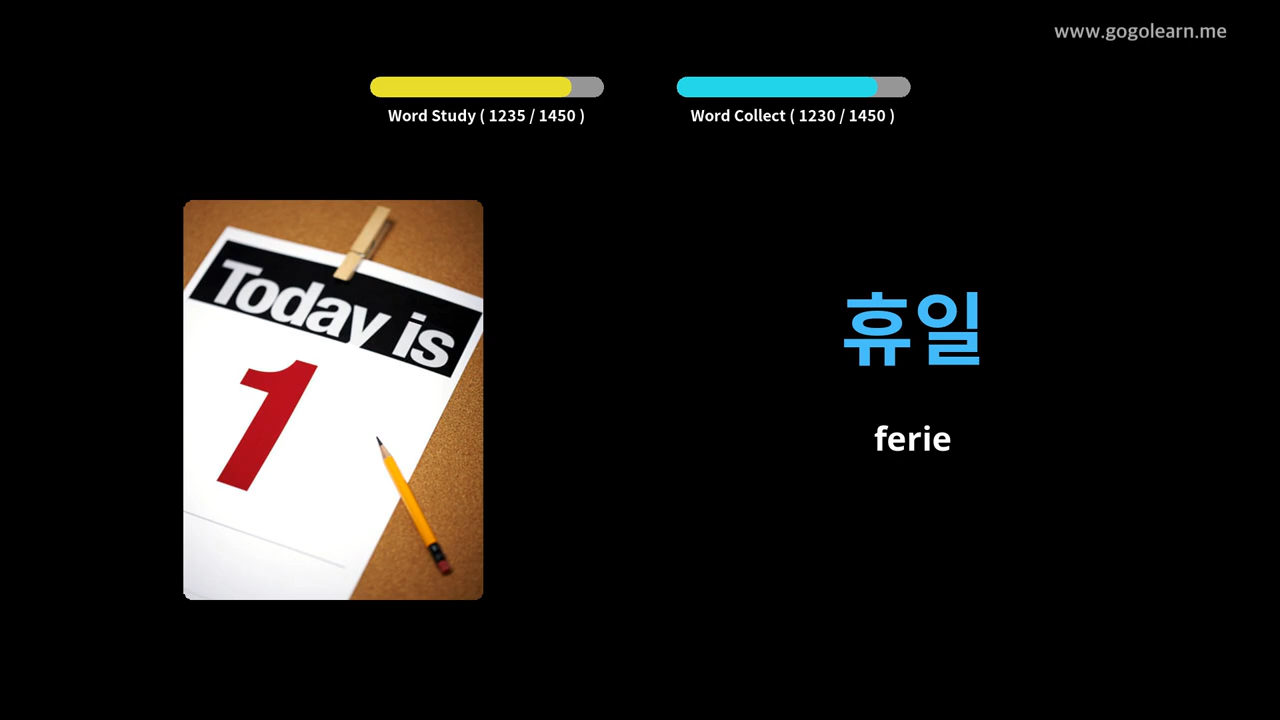 www.gogolearn.me
Word Study ( 1235 / 1450 )
Word Collect ( 1230 / 1450 )
Today is
1
휴일
ferie